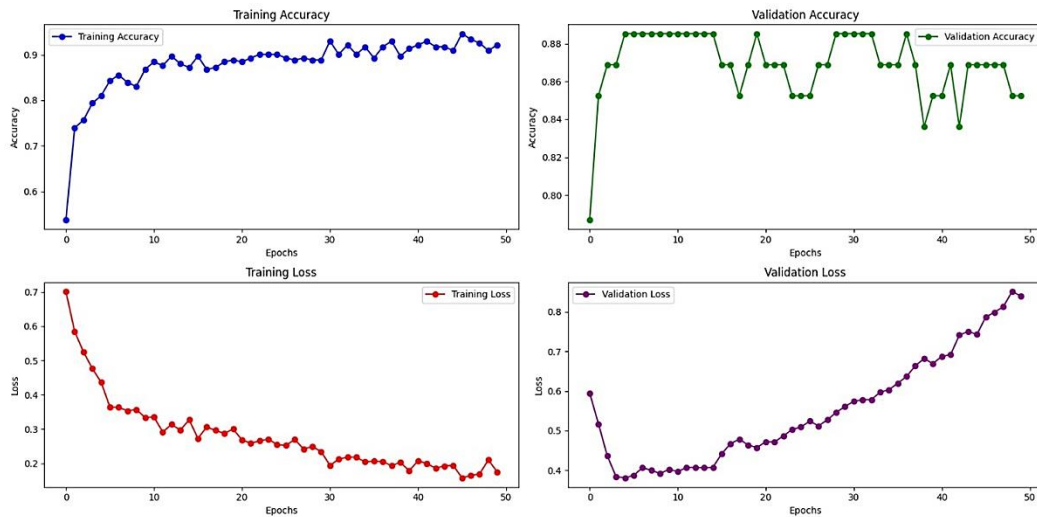 Training Accuracy
Training Accuracy
0.9
0.8
0.7
0.6
Accuracy
0
10
20
30
40
50
Epochs
Validation Accuracy
Validation Accuracy
0.88
0.86
0.84
0.82
0.80
Accuracy
0
10
20
30
40
50
Epochs
Training Loss
Training Loss
0.7
0.6
0.5
0.4
0.3
0.2
Loss
0
10
20
30
40
50
Epochs
Validation Loss
Validation Loss
0.8
0.7
0.6
0.5
0.4
Loss
0
10
20
30
40
50
Epochs